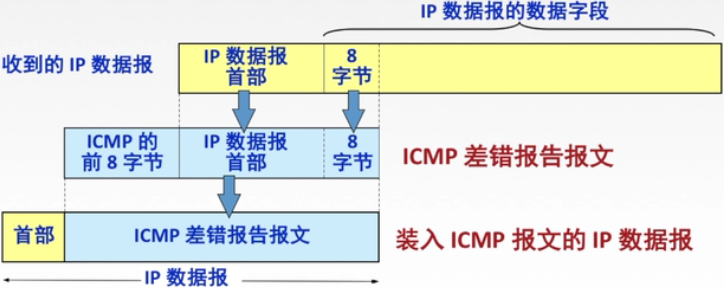 IP 数据报的数据字段
收到的 IP 数据报
IP 数据报
首部
8
字节
ICMP 的
前 8 字节
IP 数据报
首部
8
字节
ICMP 差错报告报文
首部
ICMP 差错报告报文
装入 ICMP 报文的 IP 数据报
IP 数据报